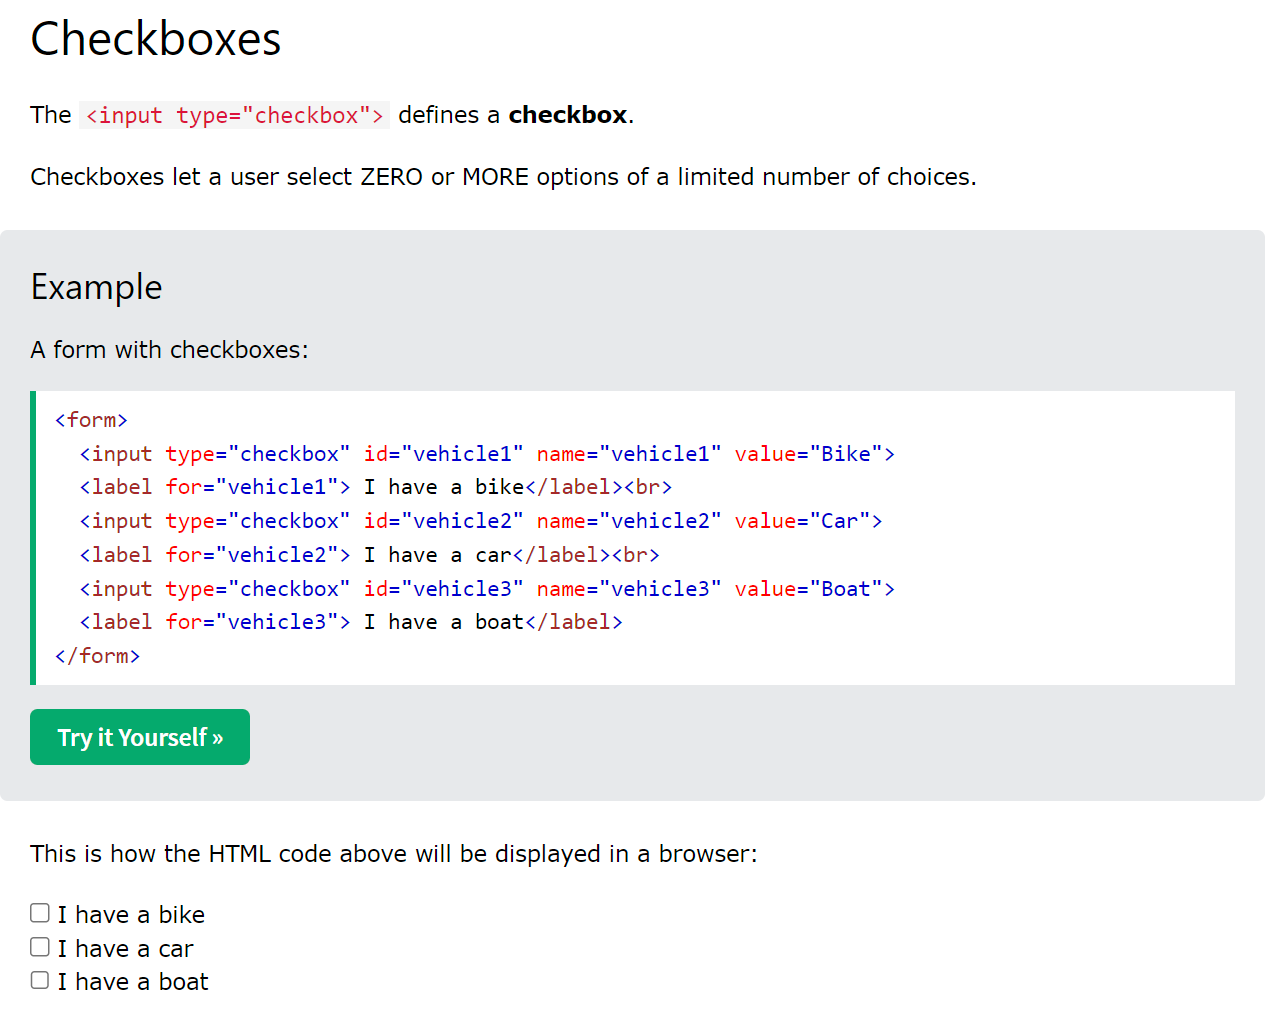 Checkboxes
The <input type="checkbox"> defines a checkbox.
Checkboxes let a user select ZERO or MORE options of a limited number of choices.
Example
A form with checkboxes:
<form>
  <input type="checkbox" id="vehicle1" name="vehicle1" value="Bike">
  <label for="vehicle1"> I have a bike</label><br>
  <input type="checkbox" id="vehicle2" name="vehicle2" value="Car">
  <label for="vehicle2"> I have a car</label><br>
  <input type="checkbox" id="vehicle3" name="vehicle3" value="Boat">
  <label for="vehicle3"> I have a boat</label>
</form>
Try it Yourself »
This is how the HTML code above will be displayed in a browser:
I have a bike
I have a car
I have a boat